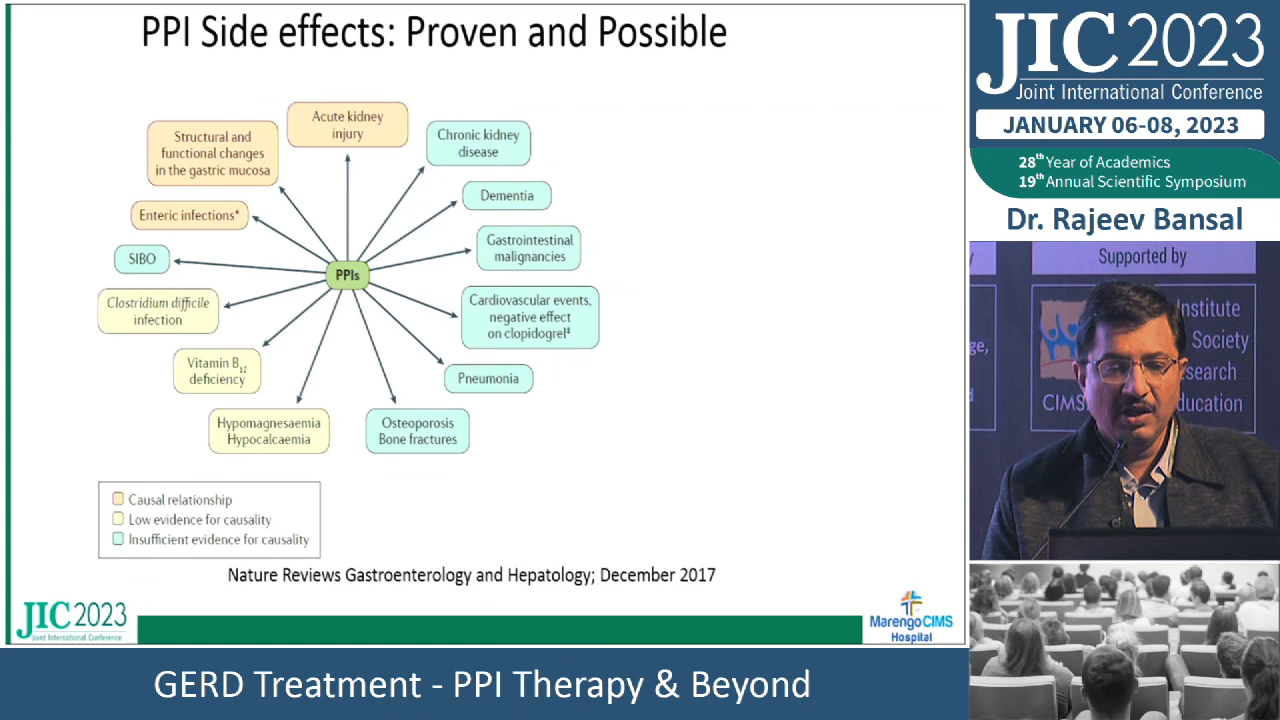 PPI Side effects: Proven and Possible
Acute kidney
injury
Structural and
functional changes
in the gastric mucosa
Chronic kidney
disease
Enteric infections*
Dementia
SIBO
Gastrointestinal
malignancies
PPIs
Clostridium difficile
infection
Cardiovascular events,
negative effect
on clopidogrel‡
Vitamin B12
deficiency
Pneumonia
Hypomagnesaemia
Hypocalcaemia
Osteoporosis
Bone fractures
Causal relationship
Low evidence for causality
Insufficient evidence for causality
Nature Reviews Gastroenterology and Hepatology; December 2017
JIC 2023
Joint International Conference
MarengoCIMS
Hospital
GERD Treatment - PPI Therapy & Beyond
JIC 2023
Joint International Conference
JANUARY 06-08, 2023
28th Year of Academics
19th Annual Scientific Symposium
Dr. Rajeev Bansal
Supported by
nstitute
Society
search
CIMS
ducation